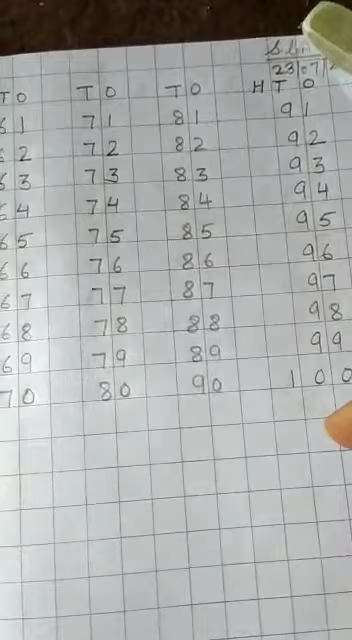 23/07/
T O T O T O H T O
61 71 81 91
62 72 82 92
63 73 83 93
64 74 84 94
65 75 85 95
66 76 86 96
67 77 87 97
68 78 88 98
69 79 89 99
70 80 90 100